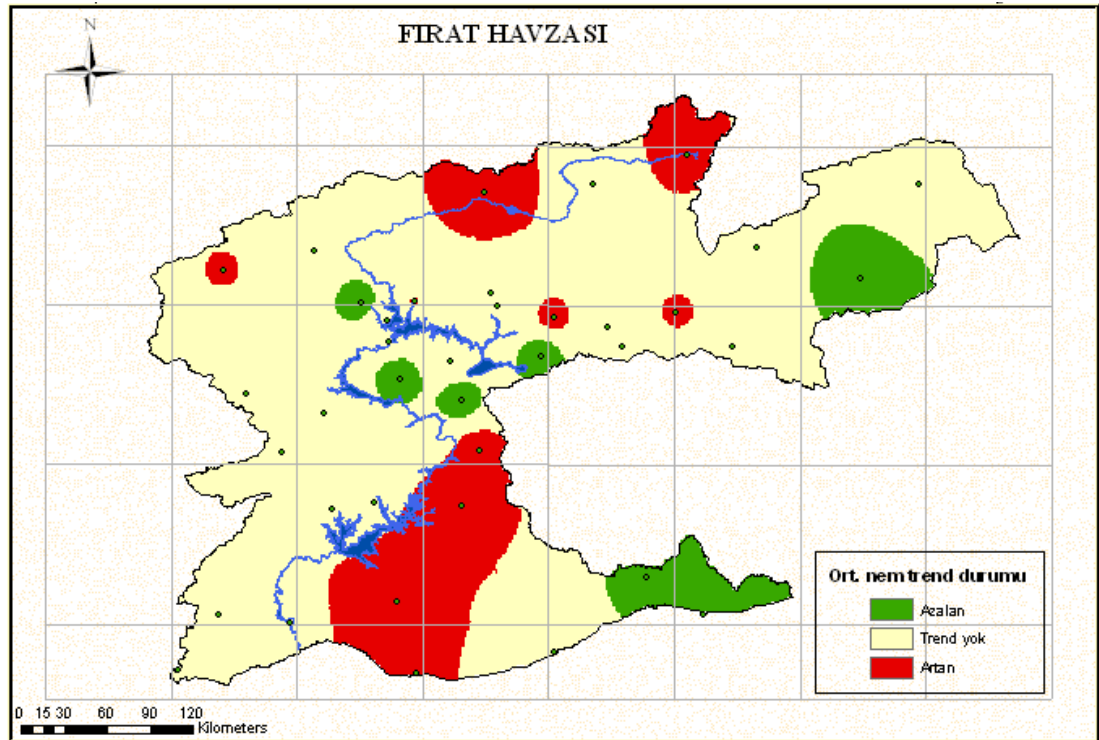 FIRAT HAVZASI
N
Ort. nem trend durumu
Azalan
Trend yok
Artan
0 15 30 60 90 120
Kilometers